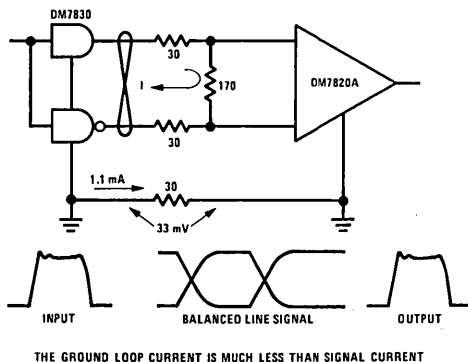 DM7830
30
I
170
DM7820A
30
1.1 mA
30
33 mV
INPUT
BALANCED LINE SIGNAL
OUTPUT
THE GROUND LOOP CURRENT IS MUCH LESS THAN SIGNAL CURRENT